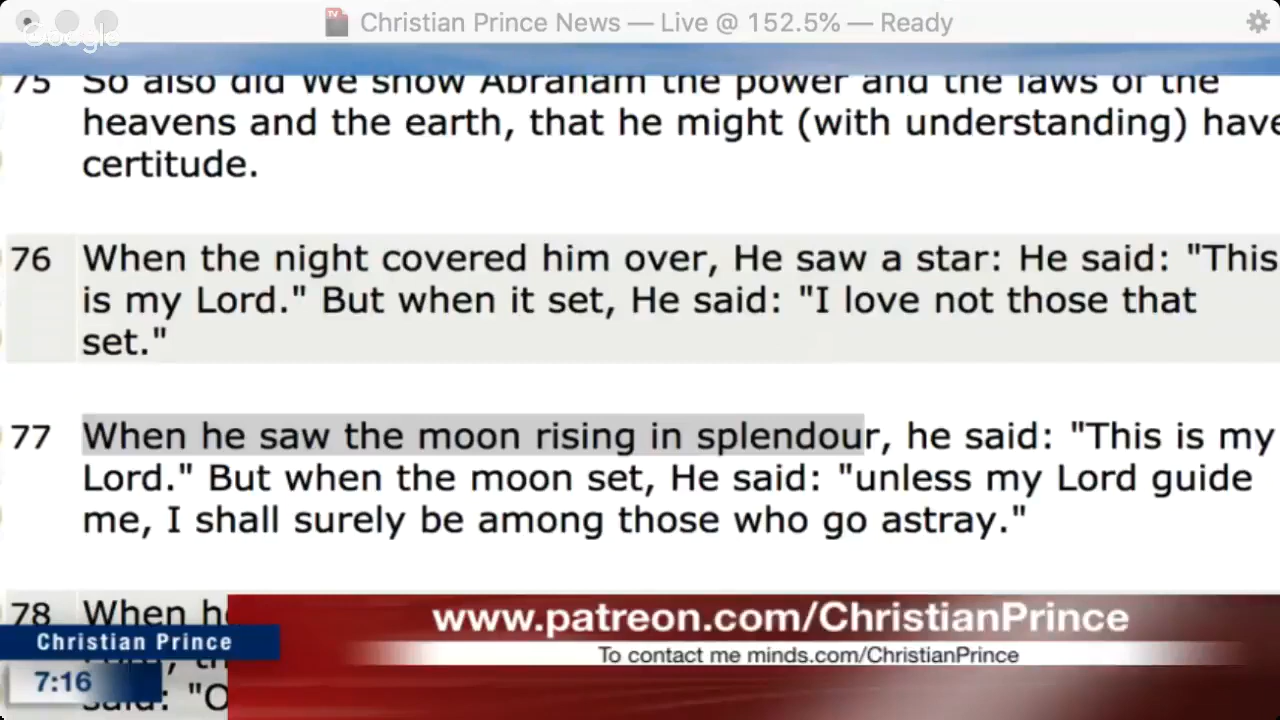 Christian Prince News — Live @ 152.5% — Ready
Google
75 So also did We show Abraham the power and the laws of the
heavens and the earth, that he might (with understanding) have
certitude.
76 When the night covered him over, He saw a star: He said: "This
is my Lord." But when it set, He said: "I love not those that
set."
77 When he saw the moon rising in splendour, he said: "This is my
Lord." But when the moon set, He said: "unless my Lord guide
me, I shall surely be among those who go astray."
78 When he
said: "O
www.patreon.com/ChristianPrince
To contact me minds.com/ChristianPrince
Christian Prince
7:16